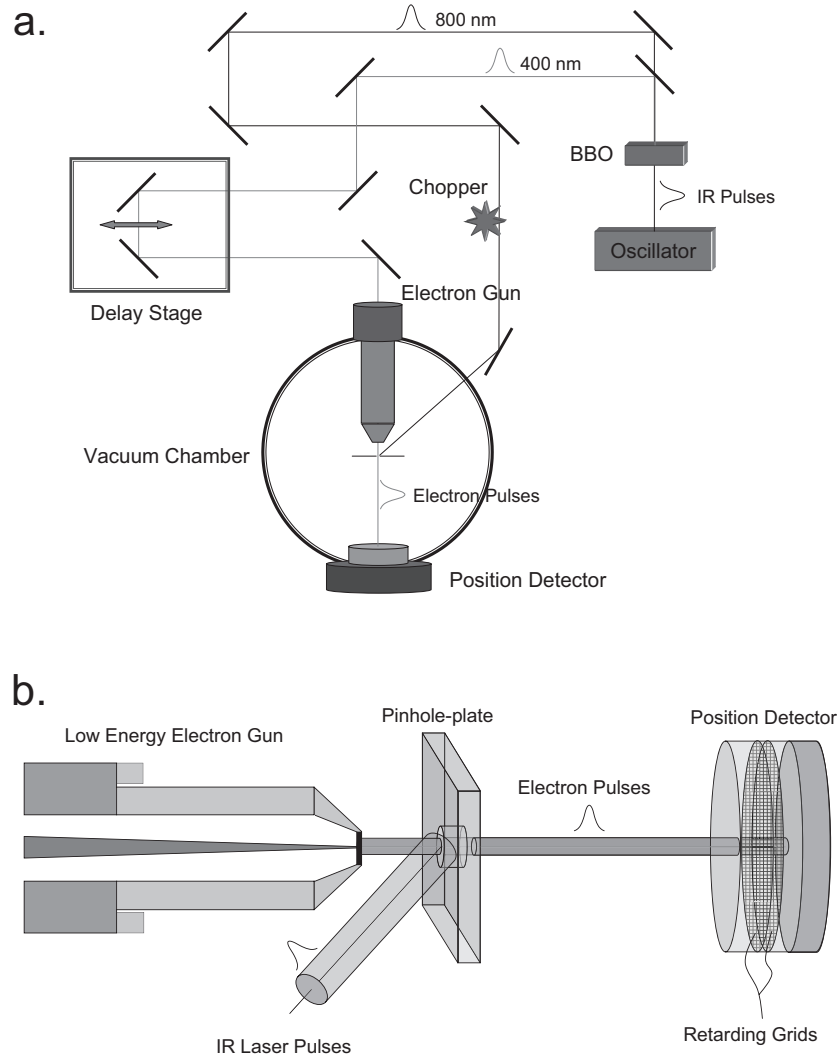 a.
800 nm
400 nm
BBO
IR Pulses
Chopper
Oscillator
Electron Gun
Delay Stage
Vacuum Chamber
Electron Pulses
Position Detector
b.
Pinhole-plate
Position Detector
Low Energy Electron Gun
Electron Pulses
IR Laser Pulses
Retarding Grids